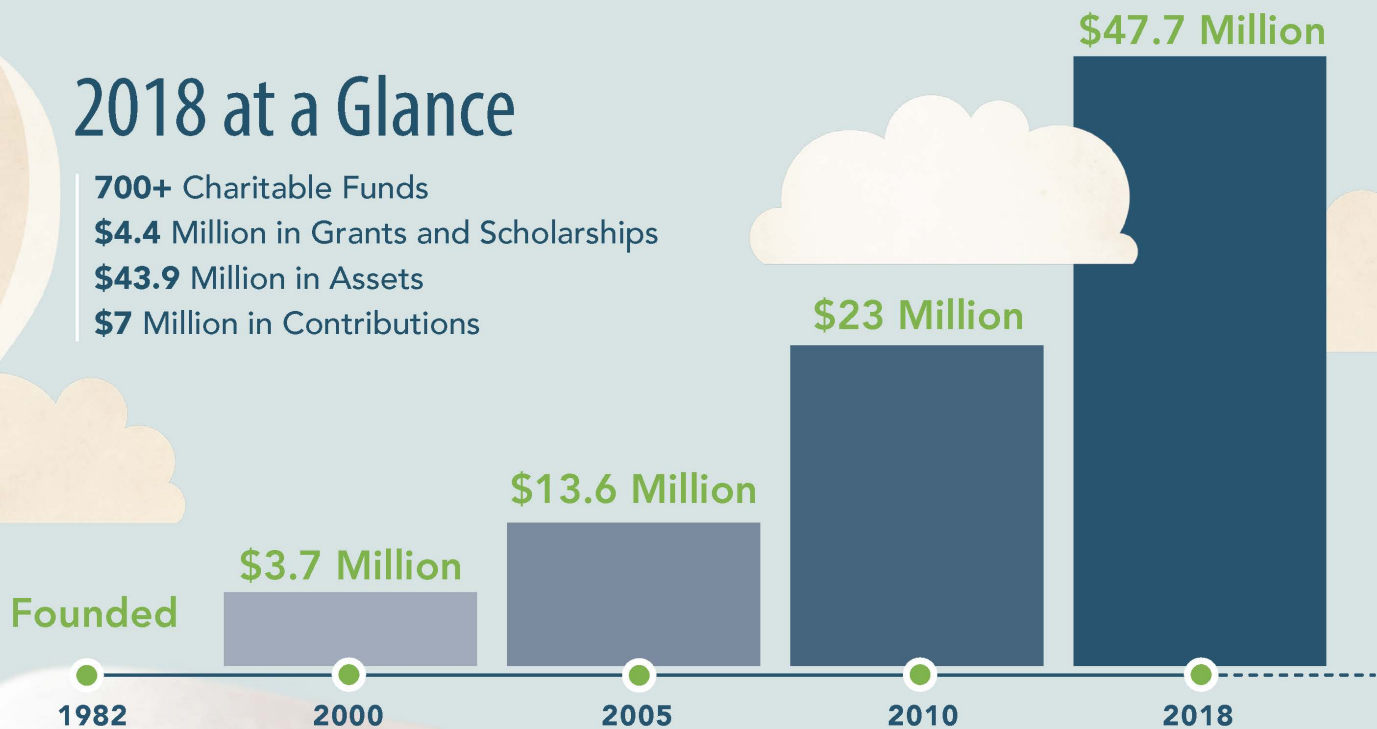 2018 at a Glance
700+ Charitable Funds
$4.4 Million in Grants and Scholarships
$43.9 Million in Assets
$7 Million in Contributions
Founded
$3.7 Million
$13.6 Million
$23 Million
$47.7 Million
1982
2000
2005
2010
2018